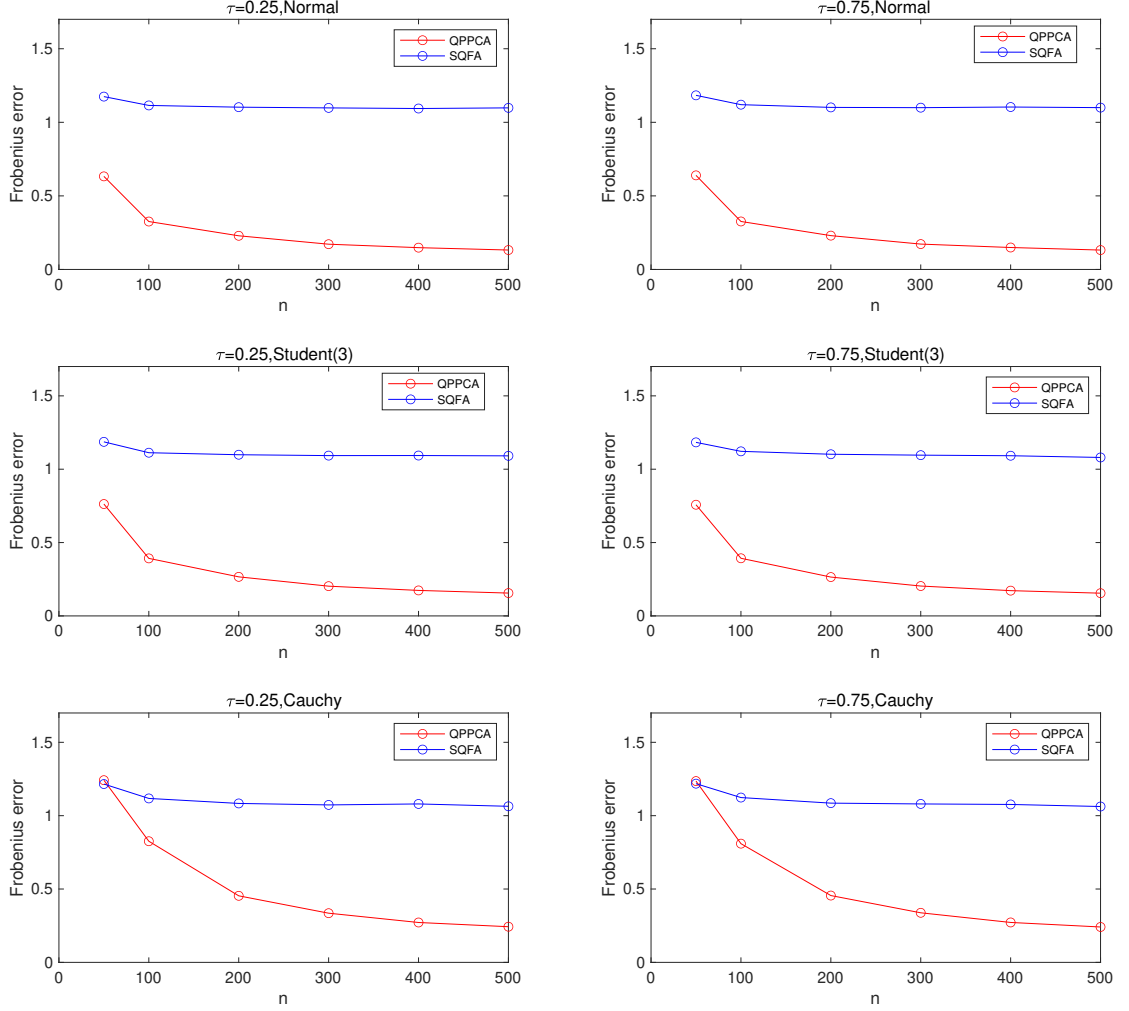 τ=0.25,Normal
Frobenius error
1.5
1
0.5
0
0 100 200 300 400 500
n
QPPCA
SQFA
τ=0.75,Normal
Frobenius error
1.5
1
0.5
0
0 100 200 300 400 500
n
QPPCA
SQFA
τ=0.25,Student(3)
Frobenius error
1.5
1
0.5
0
0 100 200 300 400 500
n
QPPCA
SQFA
τ=0.75,Student(3)
Frobenius error
1.5
1
0.5
0
0 100 200 300 400 500
n
QPPCA
SQFA
τ=0.25,Cauchy
Frobenius error
1.5
1
0.5
0
0 100 200 300 400 500
n
QPPCA
SQFA
τ=0.75,Cauchy
Frobenius error
1.5
1
0.5
0
0 100 200 300 400 500
n
QPPCA
SQFA